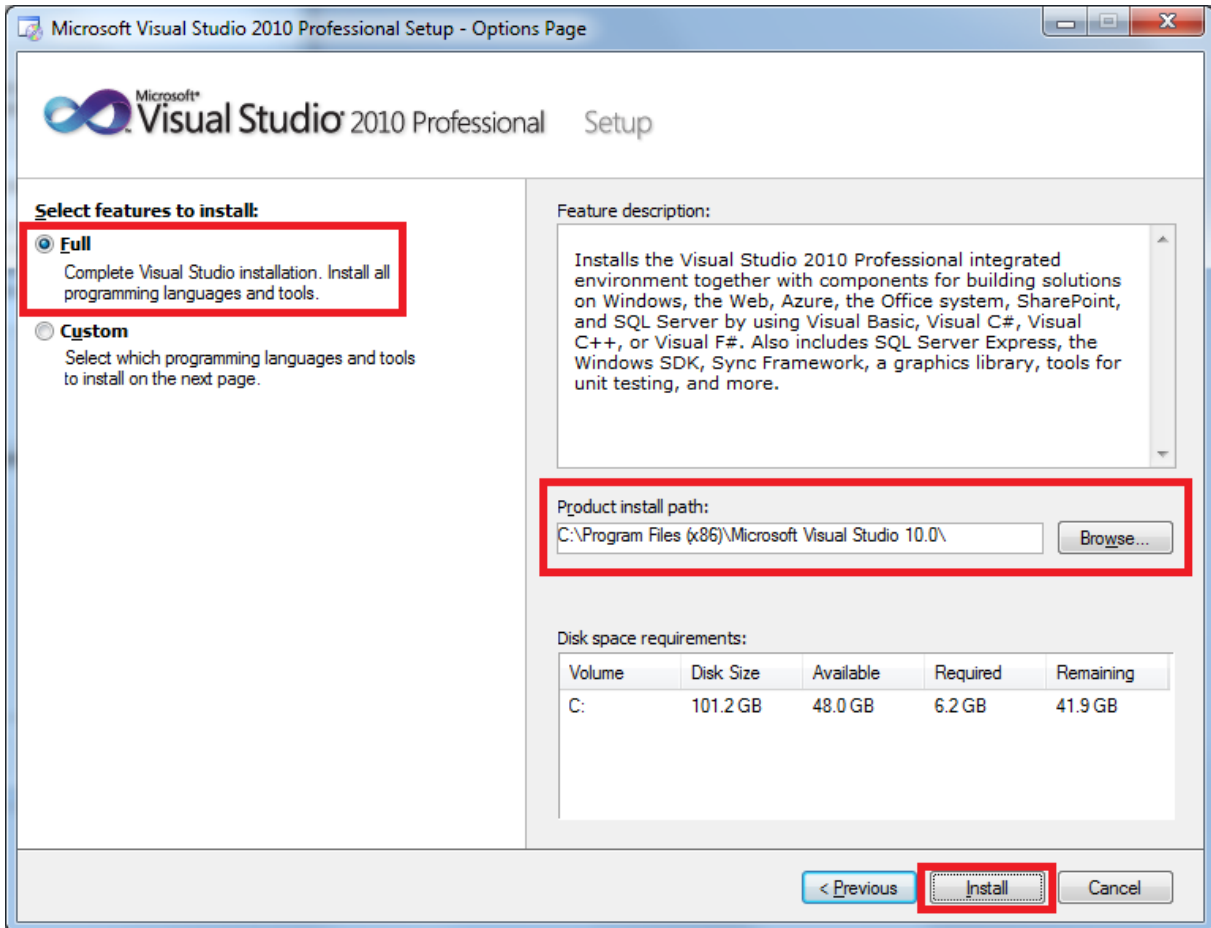 Microsoft Visual Studio 2010 Professional Setup - Options Page
Microsoft®
Visual Studio® 2010 Professional Setup
Select features to install:
Full
Complete Visual Studio installation. Install all
programming languages and tools.
Custom
Select which programming languages and tools
to install on the next page.
Feature description:
Installs the Visual Studio 2010 Professional integrated
environment together with components for building solutions
on Windows, the Web, Azure, the Office system, SharePoint,
and SQL Server by using Visual Basic, Visual C#, Visual
C++, or Visual F#. Also includes SQL Server Express, the
Windows SDK, Sync Framework, a graphics library, tools for
unit testing, and more.
Product install path:
C:\Program Files (x86)\Microsoft Visual Studio 10.0\ Browse...
Disk space requirements:
Volume Disk Size Available Required Remaining
C: 101.2 GB 48.0 GB 6.2 GB 41.9 GB
< Previous Install Cancel